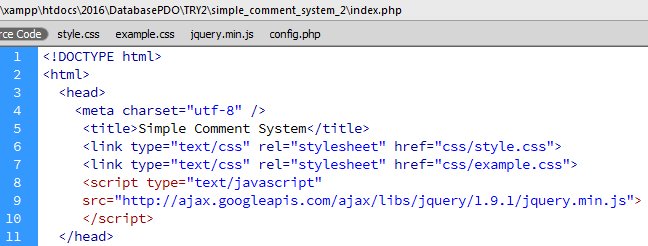 \xampp\htdocs\2016\DatabasePDO\TRY2\simple_comment_system_2\index.php
rce Code style.css example.css jquery.min.js config.php
1 <!DOCTYPE html>
2 <html>
3 <head>
4 <meta charset="utf-8" />
5 <title>Simple Comment System</title>
6 <link type="text/css" rel="stylesheet" href="css/style.css">
7 <link type="text/css" rel="stylesheet" href="css/example.css">
8 <script type="text/javascript"
9 src="http://ajax.googleapis.com/ajax/libs/jquery/1.9.1/jquery.min.js">
10 </script>
11 </head>